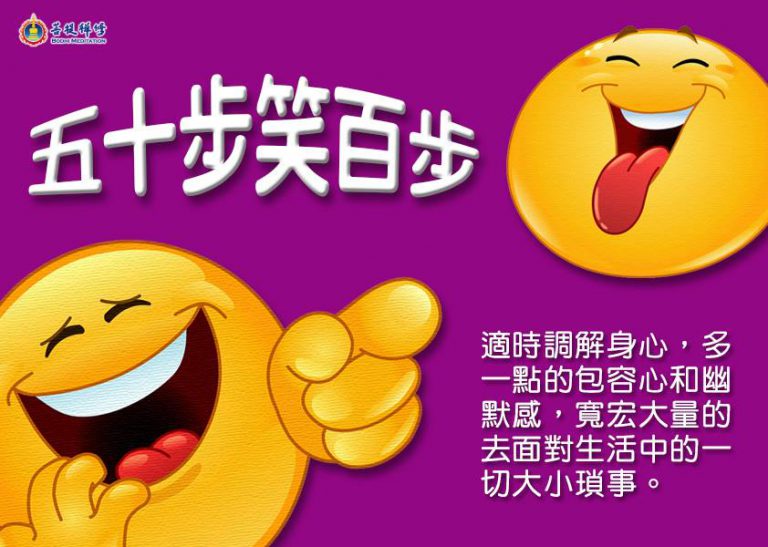 菩提禪修
BODHI MEDITATION
五十步笑百步
適時調解身心，多
一點的包容心和幽
默感，寬宏大量的
去面對生活中的一
切大小瑣事。